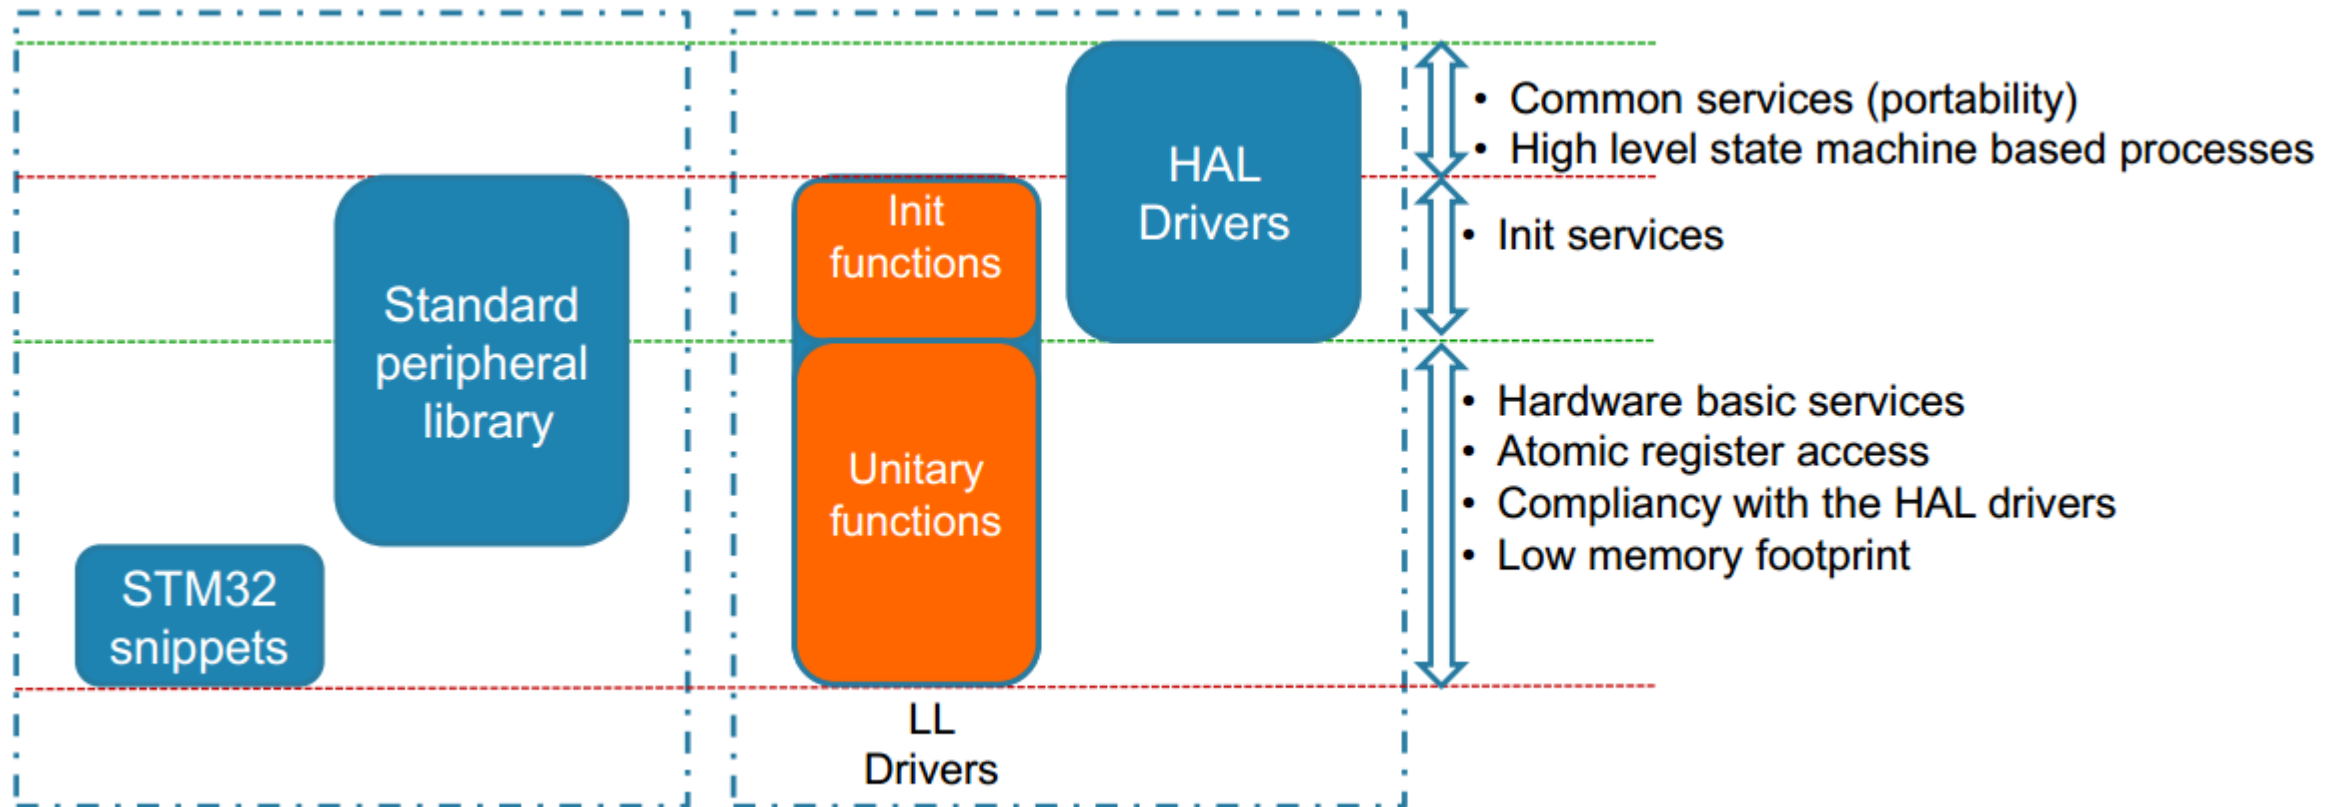 Standard
peripheral
library
STM32
snippets
Init
functions
Unitary
functions
LL
Drivers
HAL
Drivers
• Common services (portability)
• High level state machine based processes
• Init services
• Hardware basic services
• Atomic register access
• Compliancy with the HAL drivers
• Low memory footprint